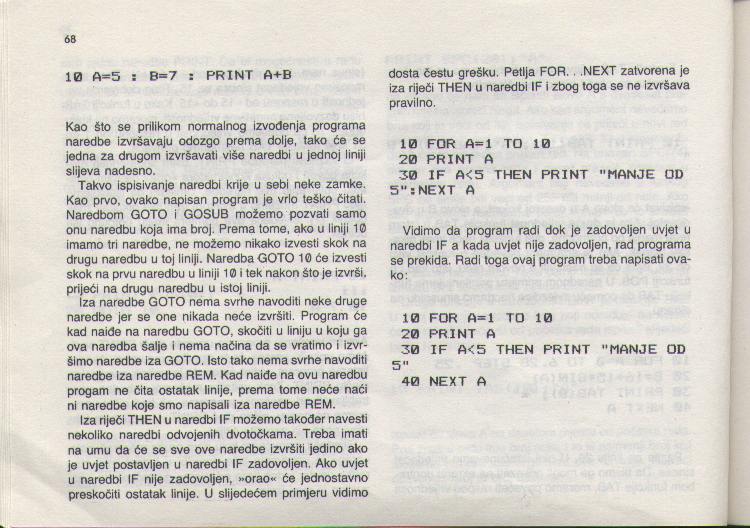 68
10 A=5 : B=7 : PRINT A+B
Kao što se prilikom normalnog izvođenja programa
naredbe izvršavaju odozgo prema dolje, tako će se
jedna za drugom izvršavati više naredbi u jednoj liniji
slijeva nadesno.
Takvo ispisivanje naredbi krije u sebi neke zamke.
Kao prvo, ovako napisan program je vrlo teško čitati.
Naredbom GOTO i GOSUB možemo pozvati samo
onu naredbu koja ima broj. Prema tome, ako u liniji 10
imamo tri naredbe, ne možemo nikako izvesti skok na
drugu naredbu u toj liniji. Naredba GOTO 10 će izvesti
skok na prvu naredbu u liniji 10 i tek nakon što je izvrši,
prijeći na drugu naredbu u istoj liniji.
Iza naredbe GOTO nema svrhe navoditi neke druge
naredbe jer se one nikada neće izvršiti. Program će
kad naiđe na naredbu GOTO, skočiti u liniju u koju ga
ova naredba šalje i nema načina da se vratimo i izvr-
šimo naredbe iza GOTO. Isto tako nema svrhe navoditi
naredbe iza naredbe REM. Kad naiđe na ovu naredbu
progam ne čita ostatak linije, prema tome neće naći
ni naredbe koje smo napisali iza naredbe REM.
Iza riječi THEN u naredbi IF možemo također navesti
nekoliko naredbi odvojenih dvotočkama. Treba imati
na umu da će se sve ove naredbe izvršiti jedino ako
je uvjet postavljen u naredbi IF zadovoljen. Ako uvjet
u naredbi IF nije zadovoljen, »orao« će jednostavno
preskočiti ostatak linije. U slijedećem primjeru vidimo
dosta čestu grešku. Petlja FOR. . .NEXT zatvorena je
iza riječi THEN u naredbi IF i zbog toga se ne izvršava
pravilno.
10 FOR A=1 TO 10
20 PRINT A
30 IF A<5 THEN PRINT "MANJE OD
5":NEXT A
Vidimo da program radi dok je zadovoljen uvjet u
naredbi IF a kada uvjet nije zadovoljen, rad programa
se prekida. Radi toga ovaj program treba napisati ova-
ko:
10 FOR A=1 TO 10
20 PRINT A
30 IF A<5 THEN PRINT "MANJE OD
5"
40 NEXT A